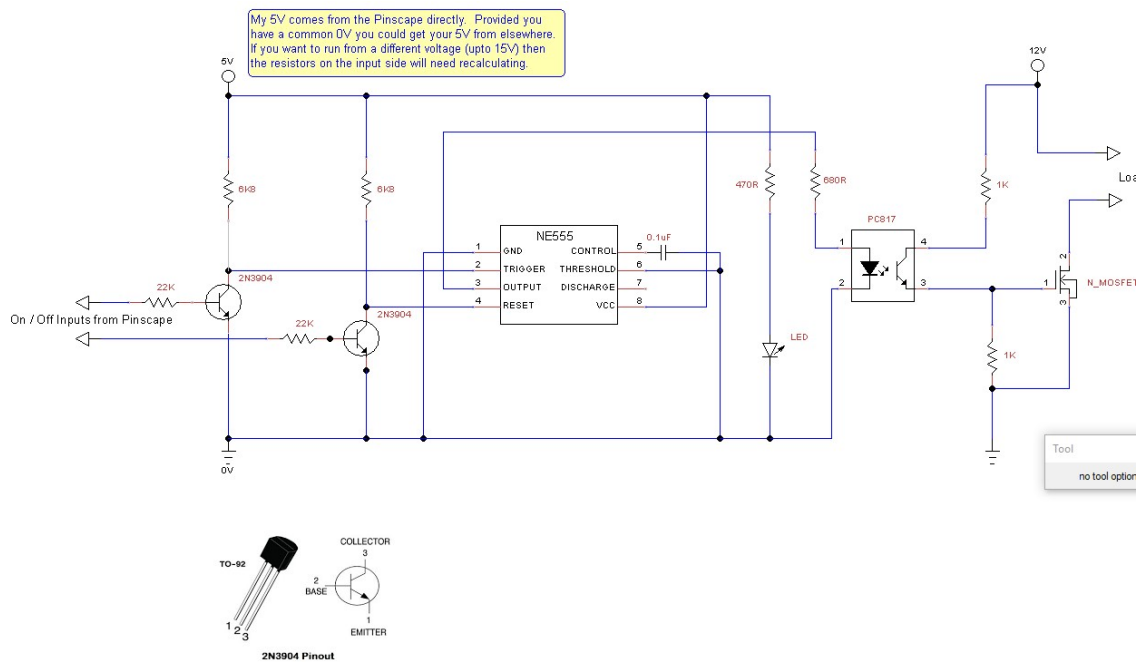 My 5V comes from the Pinscape directly. Provided you
have a common 0V you could get your 5V from elsewhere.
If you want to run from a different voltage (upto 15V) then
the resistors on the input side will need recalculating.
5V
12V
6K8
6K8
470R
680R
1K
Loa
PC817
1
4
2
3
NE555
1
GND
CONTROL
5
0.1uF
2
TRIGGER
THRESHOLD
6
3
OUTPUT
DISCHARGE
7
4
RESET
VCC
8
2N3904
22K
On / Off Inputs from Pinscape
22K
2N3904
LED
2
1
3
N_MOSFET
1K
0V
Tool
no tool option
TO-92
1
2
3
COLLECTOR
3
2
BASE
1
EMITTER
2N3904 Pinout